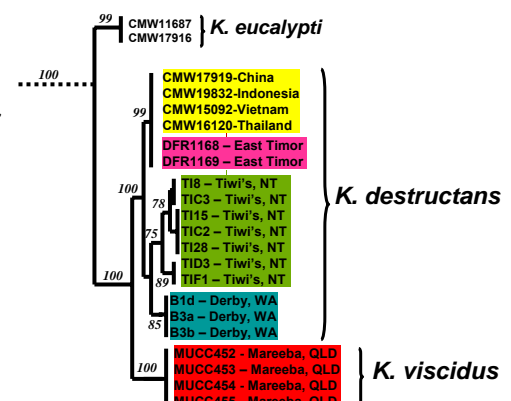 99
CMW11687
CMW17916
K. eucalypti
100
CMW17919-China
CMW19832-Indonesia
CMW15092-Vietnam
CMW16120-Thailand
99
DFR1168 – East Timor
DFR1169 – East Timor
TI8 – Tiwi's, NT
TIC3 – Tiwi's, NT
TI15 – Tiwi's, NT
TIC2 – Tiwi's, NT
TI28 – Tiwi's, NT
TID3 – Tiwi's, NT
TIF1 – Tiwi's, NT
78
100
75
89
K. destructans
B1d – Derby, WA
B3a – Derby, WA
B3b – Derby, WA
85
100
MUCC452 - Mareeba, QLD
MUCC453 – Mareeba, QLD
MUCC454 - Mareeba, QLD
MUCC455 - Mareeba, QLD
100
K. viscidus